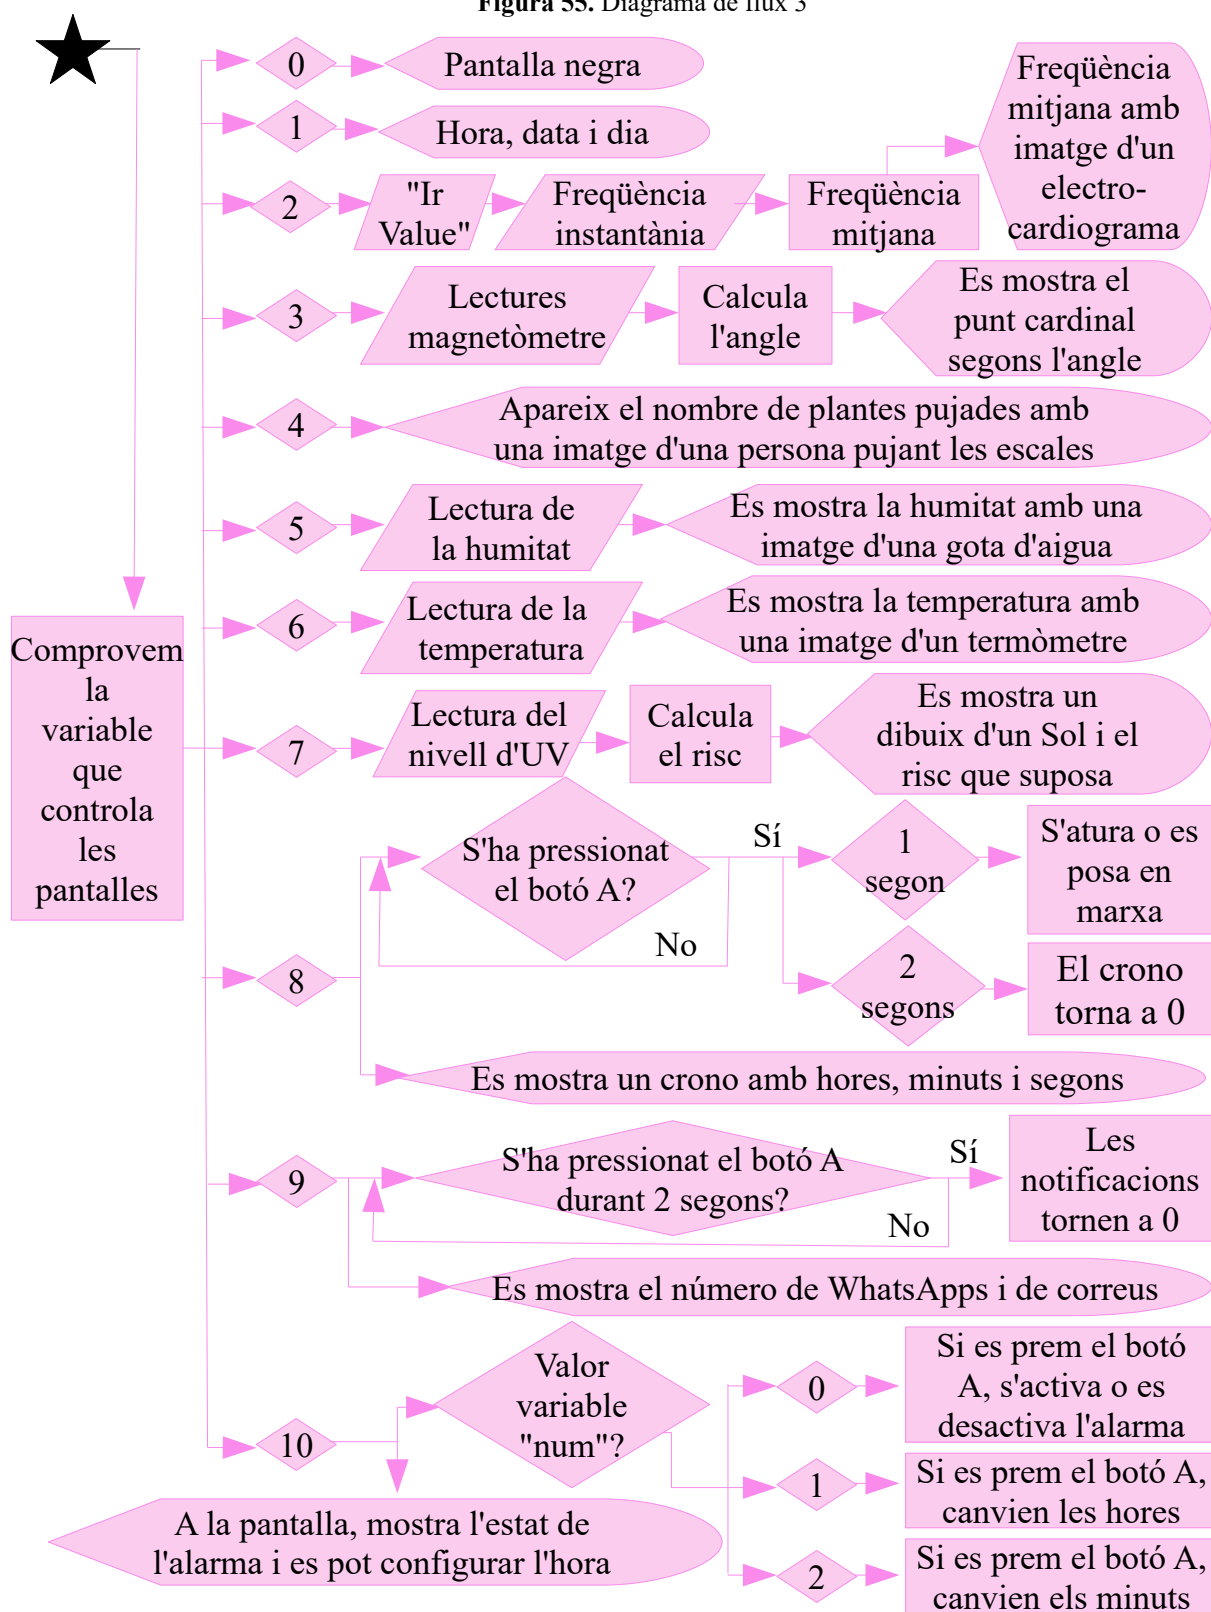 Figura 55. Diagrama de flux 3
0
Pantalla negra
1
Hora, data i dia
2
"Ir
Value"
Freqüència
instantània
Freqüència
mitjana
Freqüència
mitjana amb
imatge d'un
electro-
cardiograma
3
Lectures
magnetòmetre
Calcula
l'angle
Es mostra el
punt cardinal
segons l'angle
4
Apareix el nombre de plantes pujades amb
una imatge d'una persona pujant les escales
5
Lectura de
la humitat
Es mostra la humitat amb una
imatge d'una gota d'aigua
6
Lectura de la
temperatura
Es mostra la temperatura amb
una imatge d'un termòmetre
Comprovem
la
variable
que
controla
les
pantalles
7
Lectura del
nivell d'UV
Calcula
el risc
Es mostra un
dibuix d'un Sol i el
risc que suposa
8
S'ha pressionat
el botó A?
Sí
No
1
segon
S'atura o es
posa en
marxa
2
segons
El crono
torna a 0
Es mostra un crono amb hores, minuts i segons
9
S'ha pressionat el botó A
durant 2 segons?
Sí
No
Les
notificacions
tornen a 0
Es mostra el número de WhatsApps i de correus
10
Valor
variable
"num"?
0
Si es prem el botó
A, s'activa o es
desactiva l'alarma
1
Si es prem el botó A,
canvien les hores
2
Si es prem el botó A,
canvien els minuts
A la pantalla, mostra l'estat de
l'alarma i es pot configurar l'hora